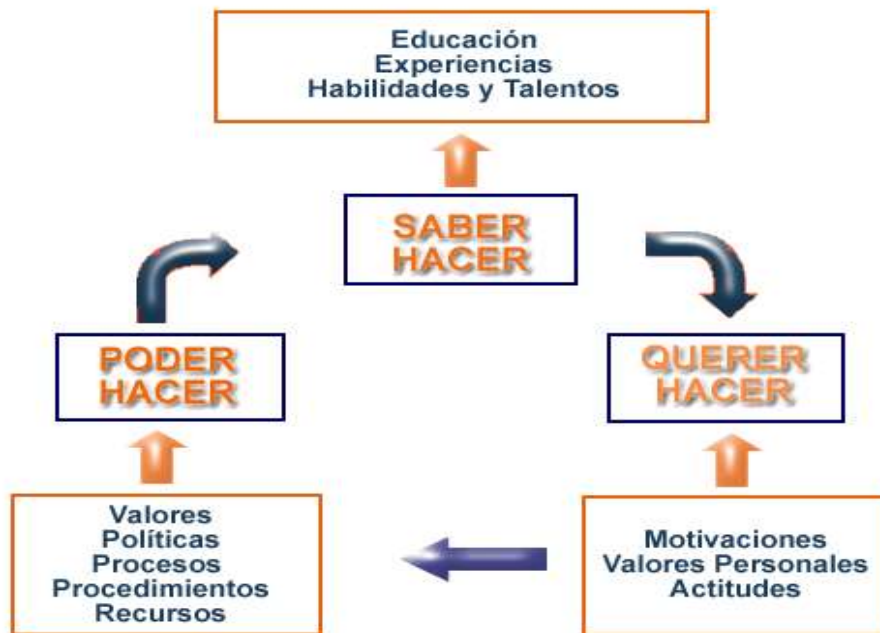 Educación
Experiencias
Habilidades y Talentos
SABER
HACER
PODER
HACER
QUERER
HACER
Valores
Políticas
Procesos
Procedimientos
Recursos
Motivaciones
Valores Personales
Actitudes